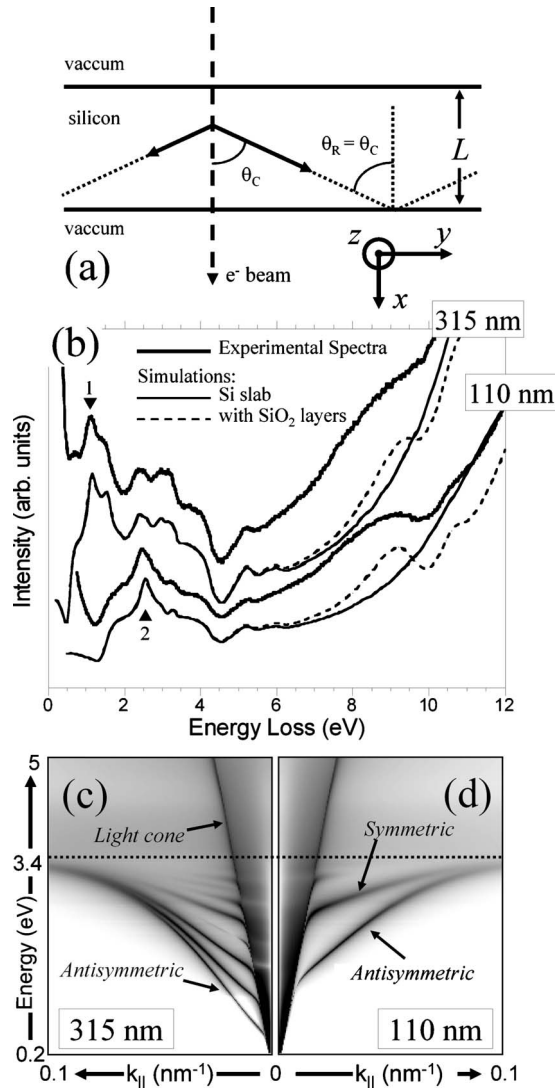 vaccum
silicon
θC
θR = θC
L
vaccum
(a)
e- beam
z
y
x
(b)
315 nm
110 nm
Experimental Spectra
Simulations:
Si slab
with SiO2 layers
1
2
Intensity (arb. units)
0 2 4 6 8 10 12
Energy Loss (eV)
5
(c)
(d)
Light cone
Symmetric
3.4
Energy (eV)
Antisymmetric
Antisymmetric
315 nm
110 nm
0.2
0.1 k|| (nm-1) 0 k|| (nm-1) 0.1